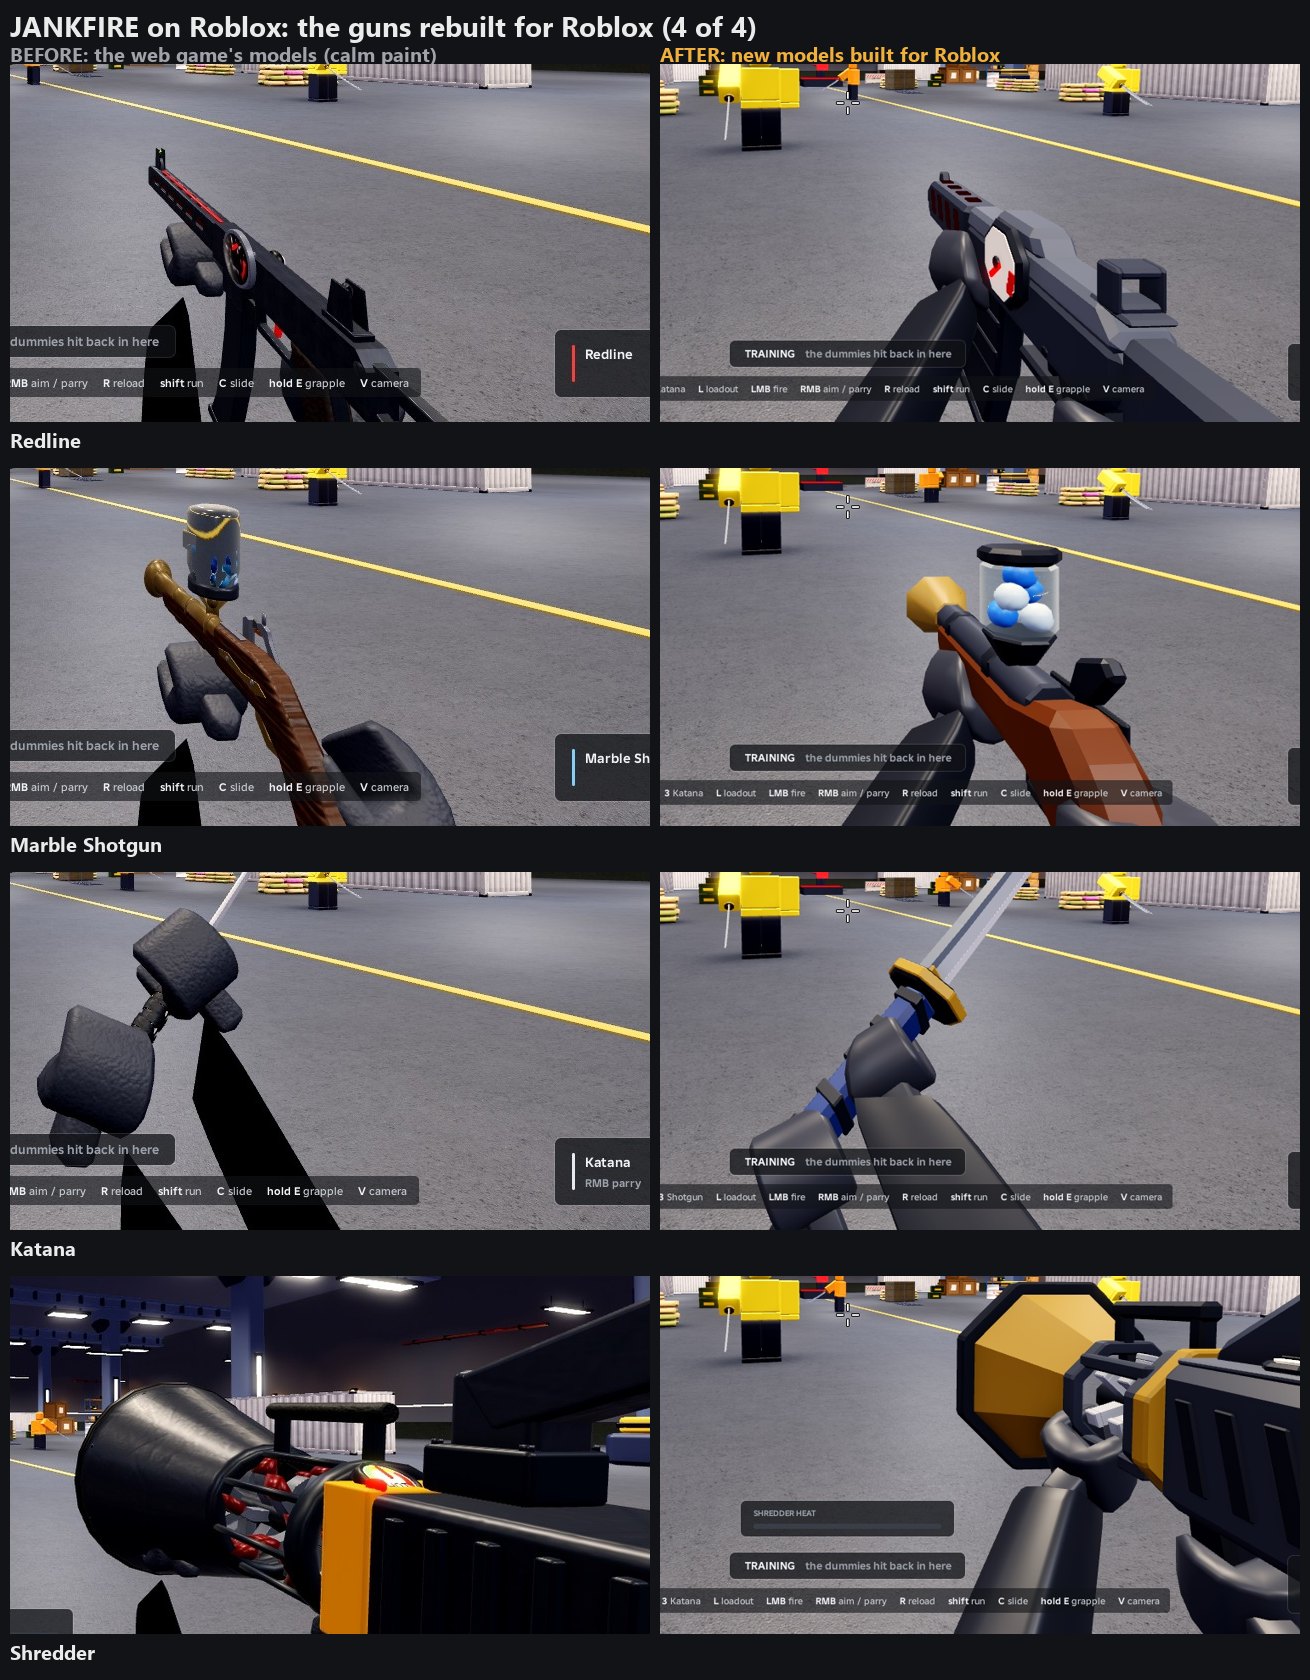 JANKFIRE on Roblox: the guns rebuilt for Roblox (4 of 4)
BEFORE: the web game's models (calm paint)
AFTER: new models built for Roblox
dummies hit back in here
Redline
RMB aim / parry R reload shift run C slide hold E grapple V camera
TRAINING the dummies hit back in here
atana L loadout LMB fire RMB aim / parry R reload shift run C slide hold E grapple V camera
Redline
dummies hit back in here
Marble Sh
RMB aim / parry R reload shift run C slide hold E grapple V camera
TRAINING the dummies hit back in here
3 Katana L loadout LMB fire RMB aim / parry R reload shift run C slide hold E grapple V camera
Marble Shotgun
dummies hit back in here
Katana
RMB parry
MB aim / parry R reload shift run C slide hold E grapple V camera
TRAINING the dummies hit back in here
3 Shotgun L loadout LMB fire RMB aim / parry R reload shift run C slide hold E grapple V camera
Katana
SHREDDER HEAT
TRAINING the dummies hit back in here
3 Katana L loadout LMB fire RMB aim / parry R reload shift run C slide hold E grapple V camera
Shredder